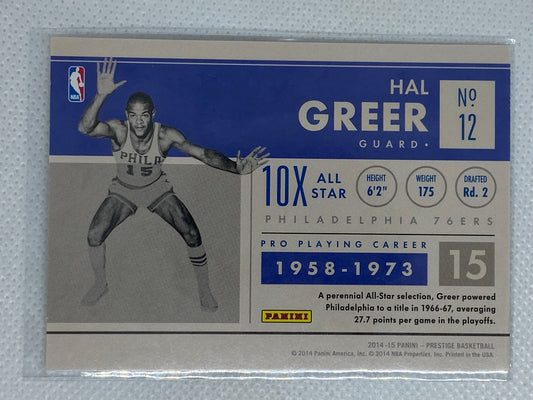 NBA
HAL
GREER
GUARD •
Nº
12
PHILA
15
10X ALL STAR
HEIGHT
6'2"
WEIGHT
175
DRAFTED
Rd. 2
PHILADELPHIA 76ERS
PRO PLAYING CAREER
1958-1973
15
A perennial All-Star selection, Greer powered
Philadelphia to a title in 1966-67, averaging
27.7 points per game in the playoffs.
PANINI
2014 -15 PANINI – PRESTIGE BASKETBALL
© 2014 Panini America, Inc. © 2014 NBA Properties, Inc. Printed in the USA.